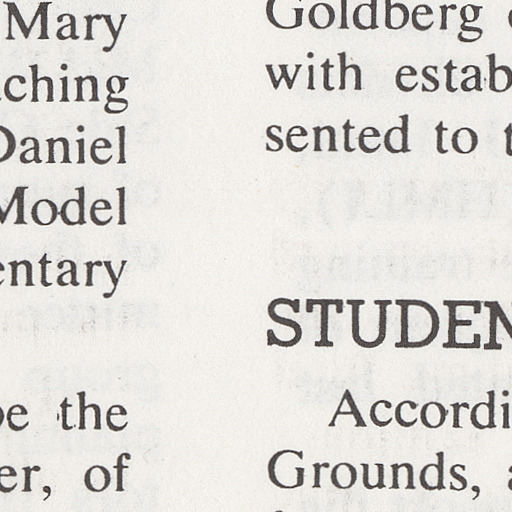 Mary
ching
Daniel
Model
entary
be the
er, of
Goldberg
with estab
sented to t
STUDEN
Accordi
Grounds, a